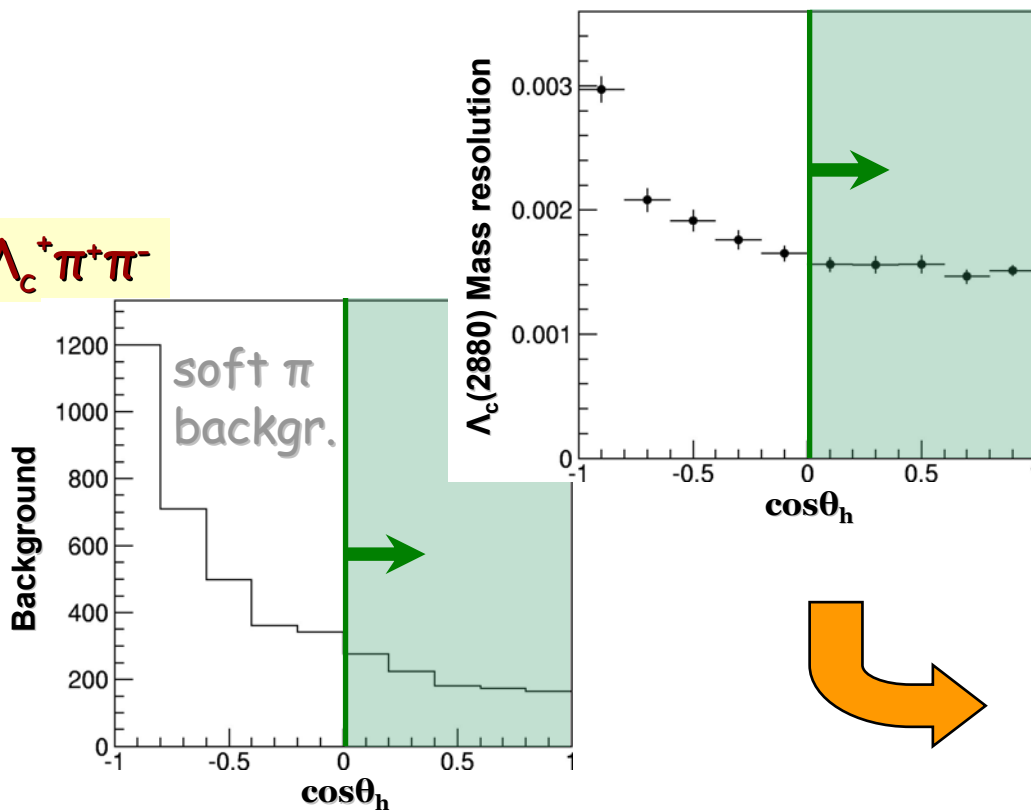 Λc+π+π-
Λc(2880) Mass resolution
0.003
0.002
0.001
0
-1 -0.5 0 0.5
cosθh
soft π
backgr.
Background
1200
1000
800
600
400
200
0
-1 -0.5 0 0.5 1
cosθh